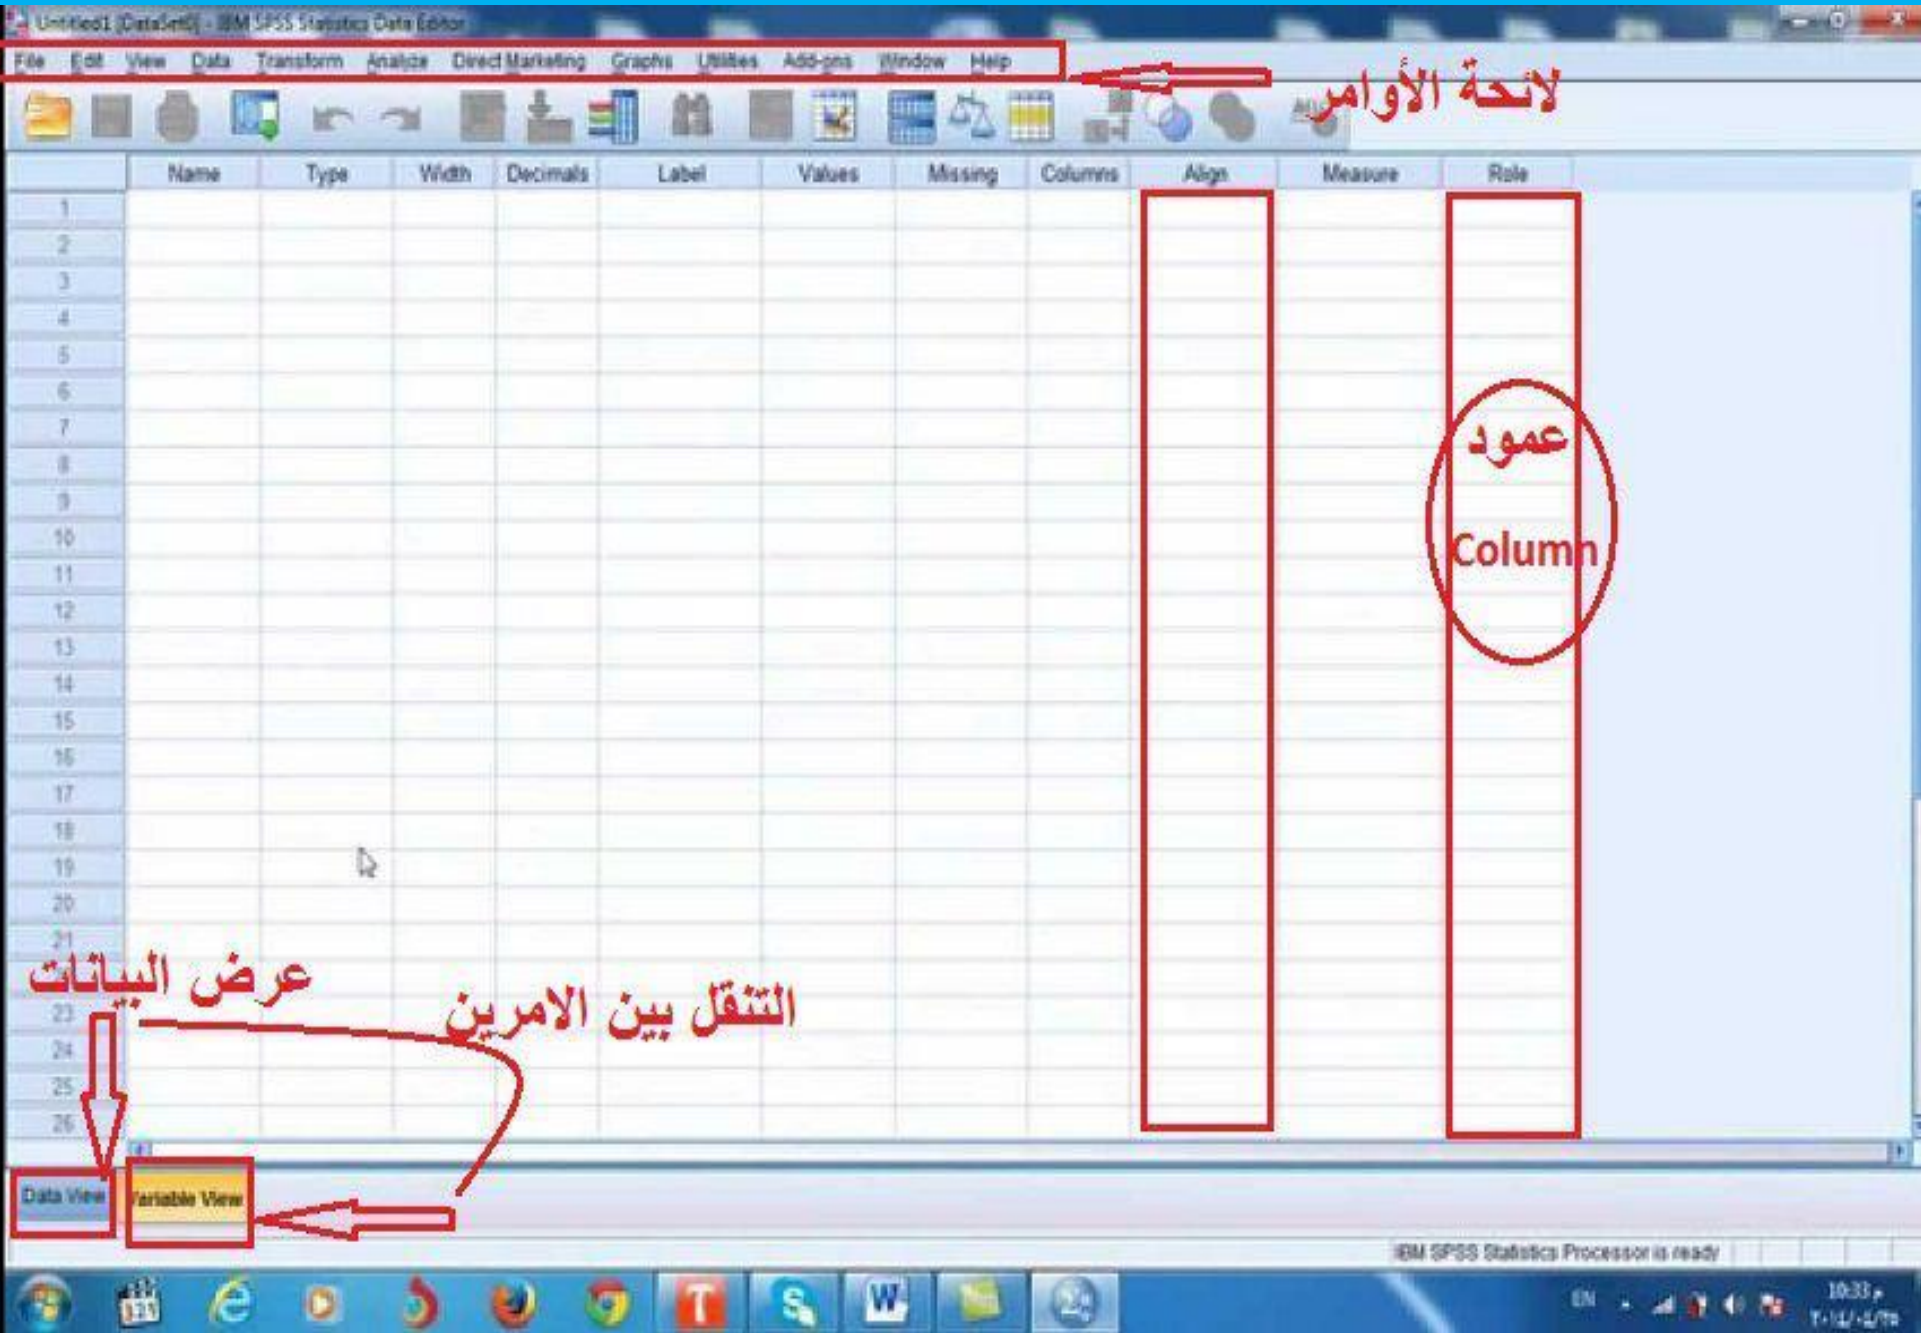 Untitled1 [DataSet0] - IBM SPSS Statistics Data Editor
File Edit View Data Transform Analyze Direct Marketing Graphs Utilities Add-ons Window Help
لائحة الأوامر
Name Type Width Decimals Label Values Missing Columns Align Measure Role
1
2
3
4
5
6
7
عمود
8
9
10
Column
11
12
13
14
15
16
17
18
19
20
21
عرض البيانات
التنقل بين الامرين
23
24
25
26
Data View Variable View
IBM SPSS Statistics Processor is ready
EN
10:33 م